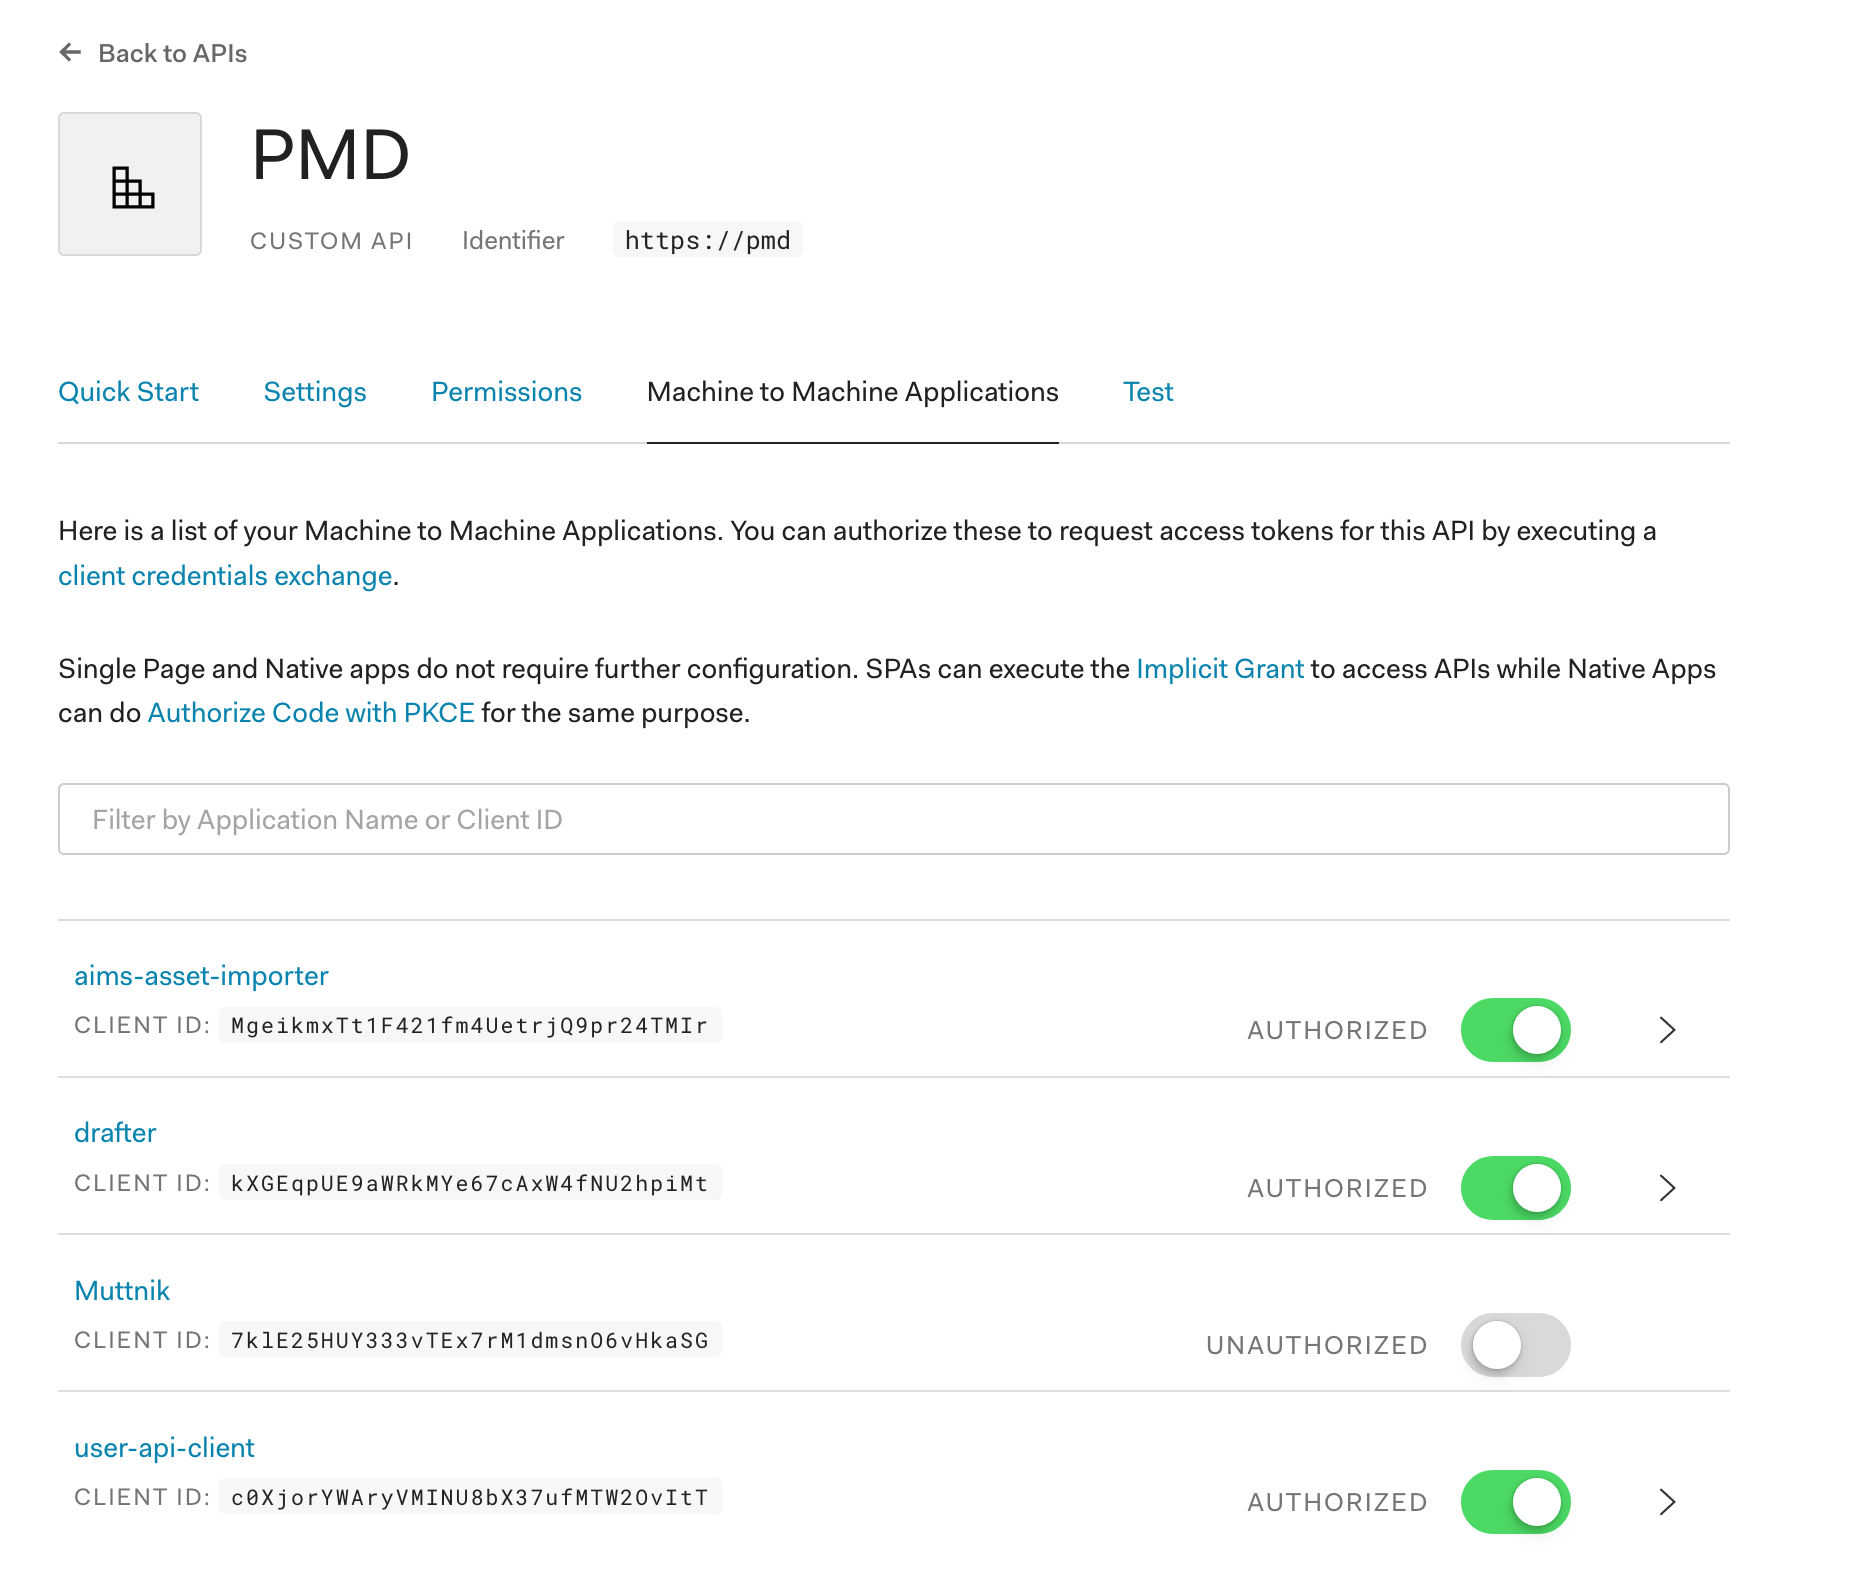 Back to APIs
PMD
CUSTOM API Identifier https://pmd
Quick Start Settings Permissions Machine to Machine Applications Test
Here is a list of your Machine to Machine Applications. You can authorize these to request access tokens for this API by executing a
client credentials exchange.
Single Page and Native apps do not require further configuration. SPAs can execute the Implicit Grant to access APIs while Native Apps
can do Authorize Code with PKCE for the same purpose.
Filter by Application Name or Client ID
aims-asset-importer
CLIENT ID: MgeikmxTt1F421fm4UetrjQ9pr24TMIr
AUTHORIZED
drafter
CLIENT ID: kXGEqpUE9aWRkMYe67cAxW4fNU2hpiMt
AUTHORIZED
Muttnik
CLIENT ID: 7klE25HUY333vTEx7rM1dmsnO6vHkaSG
UNAUTHORIZED
user-api-client
CLIENT ID: c0XjorYWAryVMINU8bX37ufMTW2OvItT
AUTHORIZED